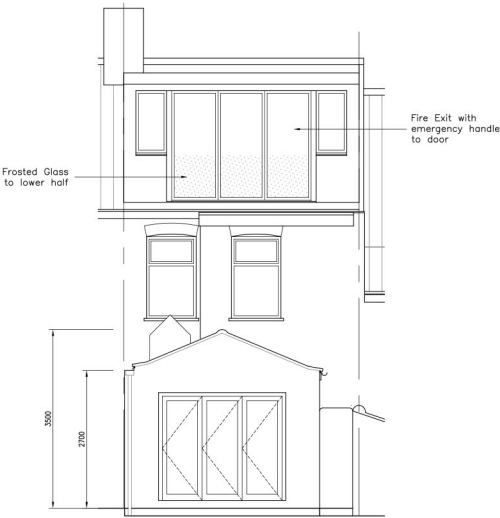 Fire Exit with
emergency handle
to door
Frosted Glass
to lower half
3500
2700